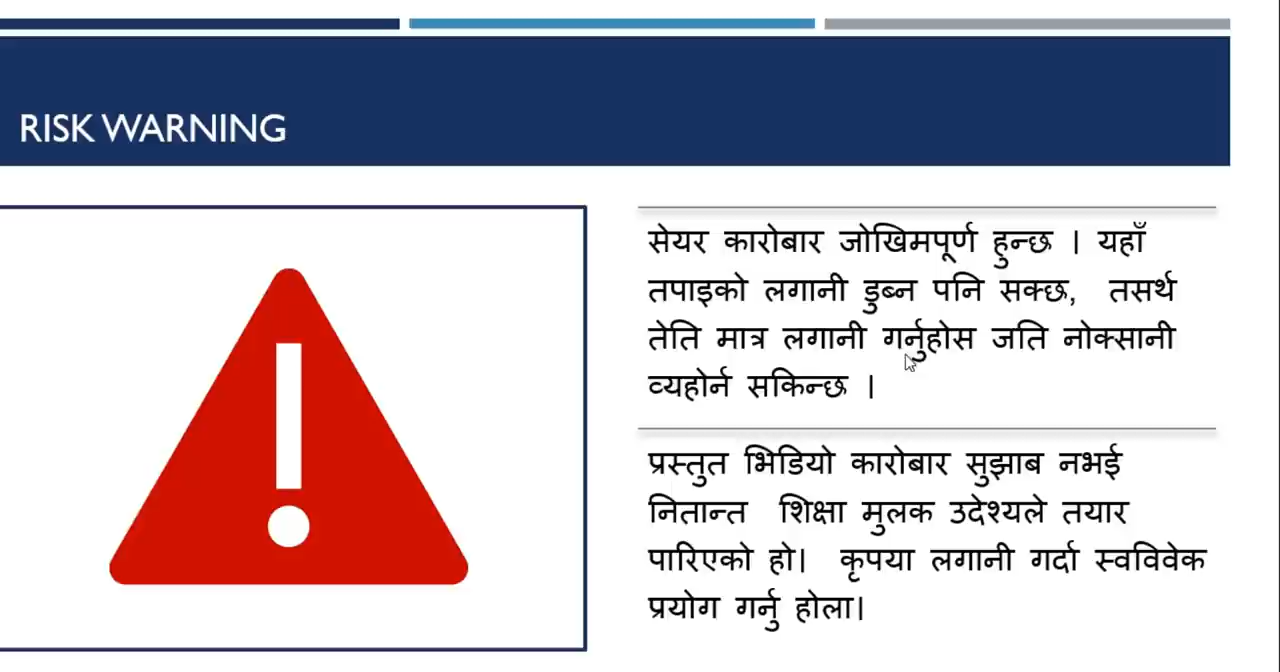 RISK WARNING
सेयर कारोबार जोखिमपूर्ण हुन्छ । यहाँ
तपाइको लगानी डुब्न पनि सक्छ, तसर्थ
तेति मात्र लगानी गर्नुहोस जति नोक्सानी
व्यहोर्न सकिन्छ ।
प्रस्तुत भिडियो कारोबार सुझाब नभई
नितान्त शिक्षा मुलक उदेश्यले तयार
पारिएको हो। कृपया लगानी गर्दा स्वविवेक
प्रयोग गर्नु होला।